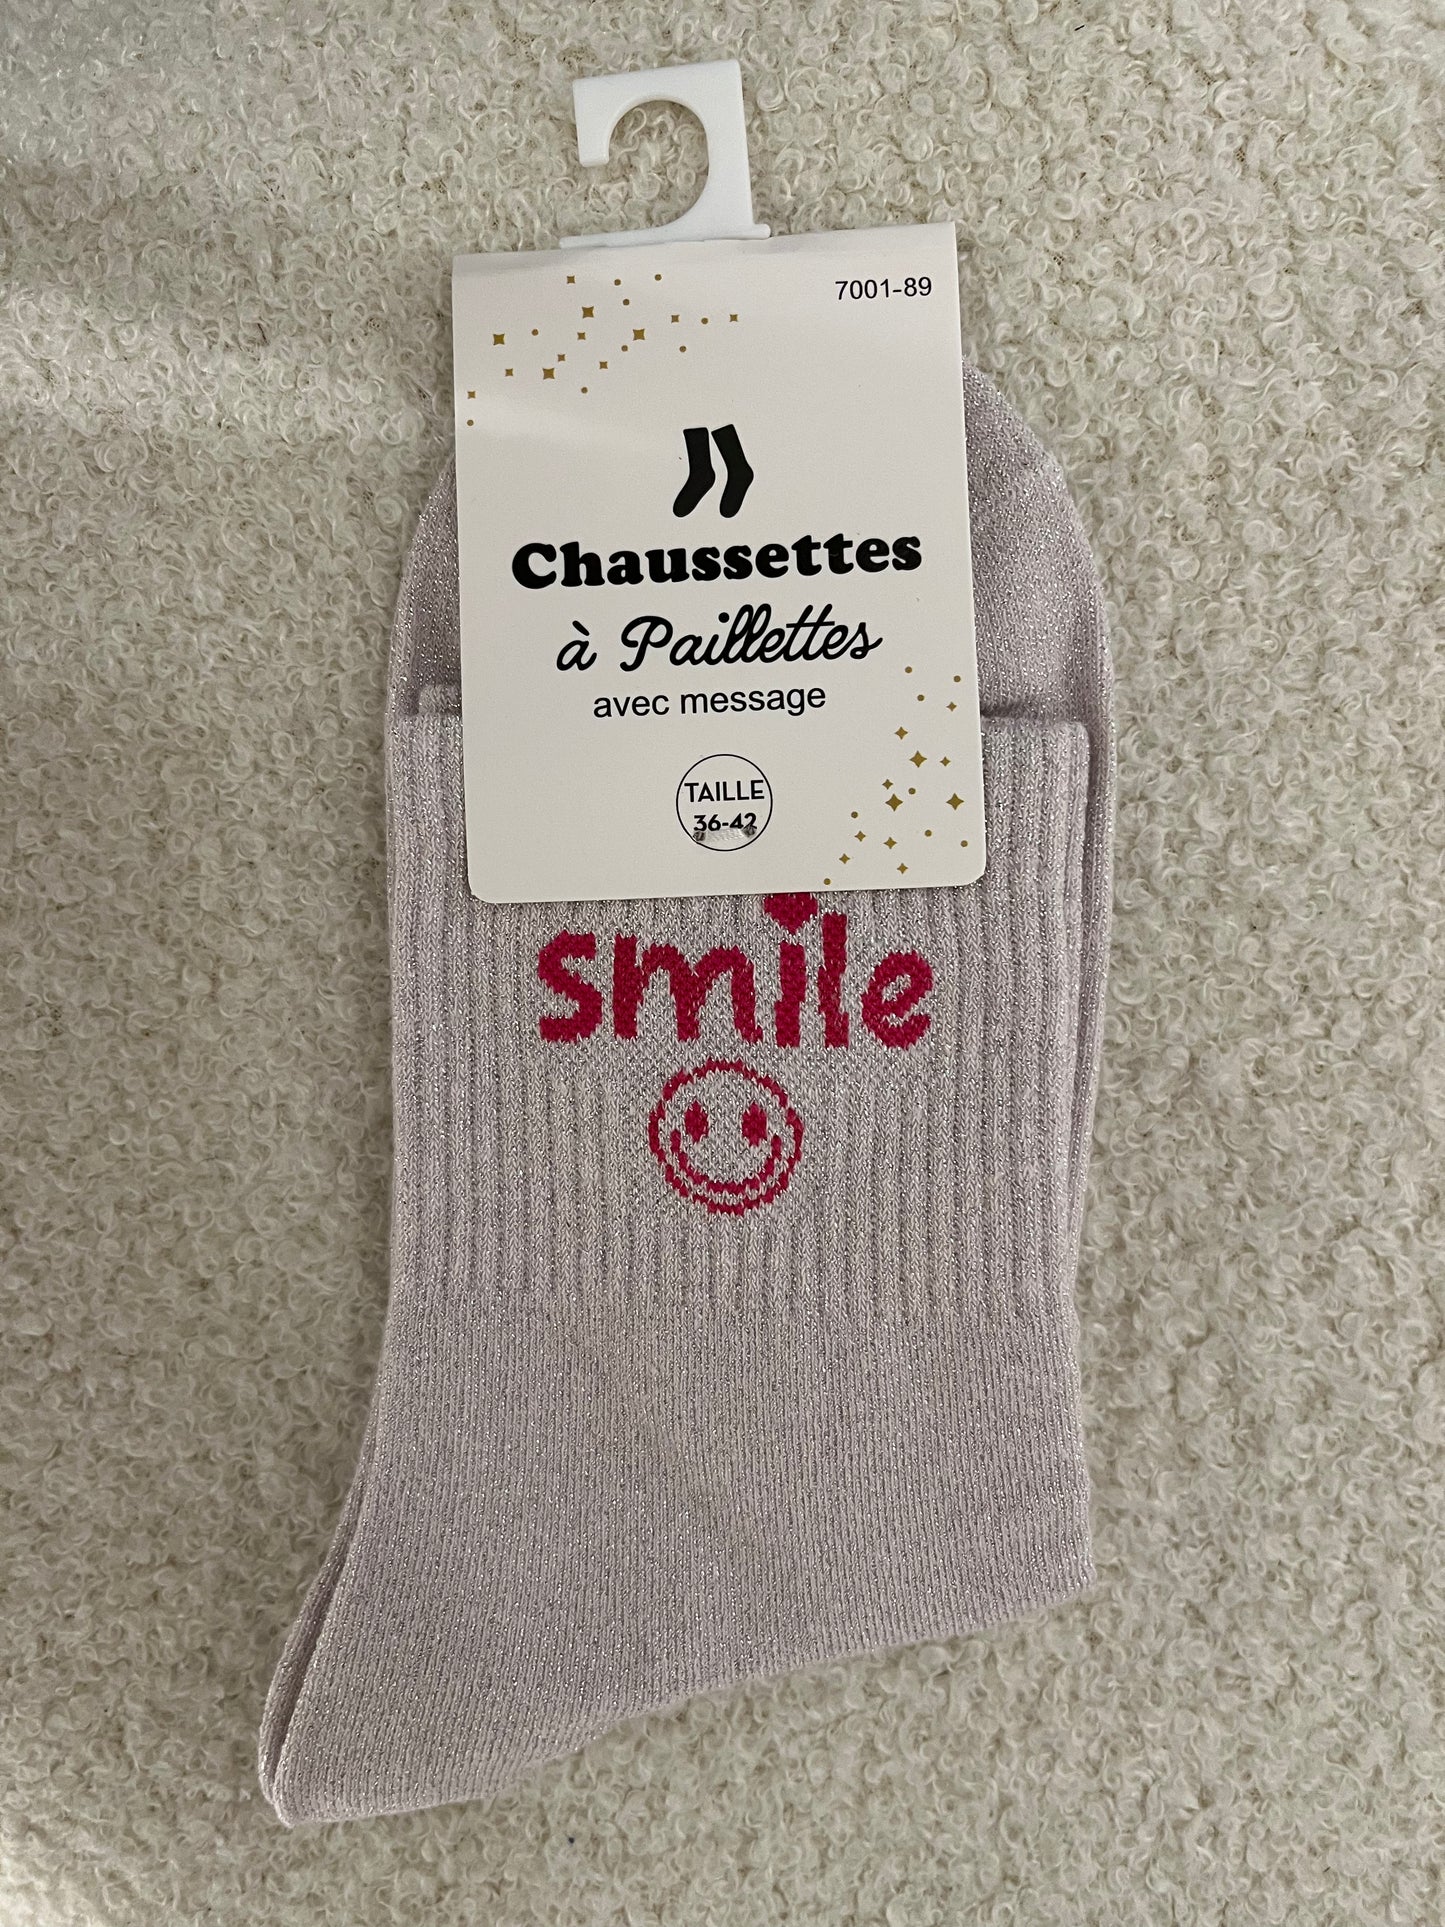 7001-89
Chaussettes
à Paillettes
avec message
TAILLE
36-42
smile